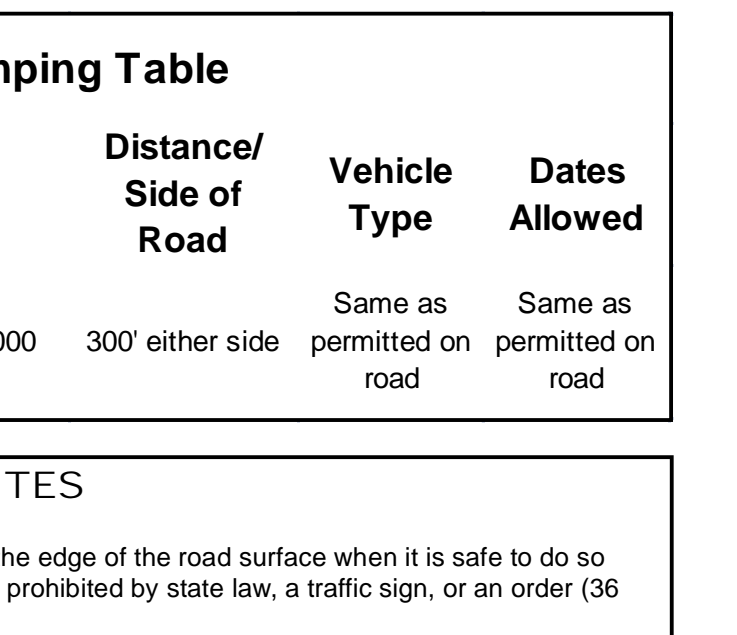 Table
Distance/
Side of
Road
Vehicle
Type
Dates
Allowed
000
300' either side
Same as
permitted on
road
Same as
permitted on
road
TES
he edge of the road surface when it is safe to do so
prohibited by state law, a traffic sign, or an order (36